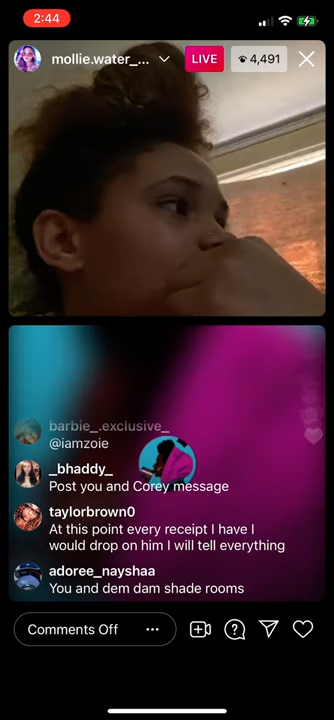 2:44
mollie.water_...
LIVE
4,491
barbie_.exclusive_
@iamzoie
_bhaddy_
Post you and Corey message
taylorbrown0
At this point every receipt I have I
would drop on him I will tell everything
adoree_nayshaa
You and dem dam shade rooms
Comments Off